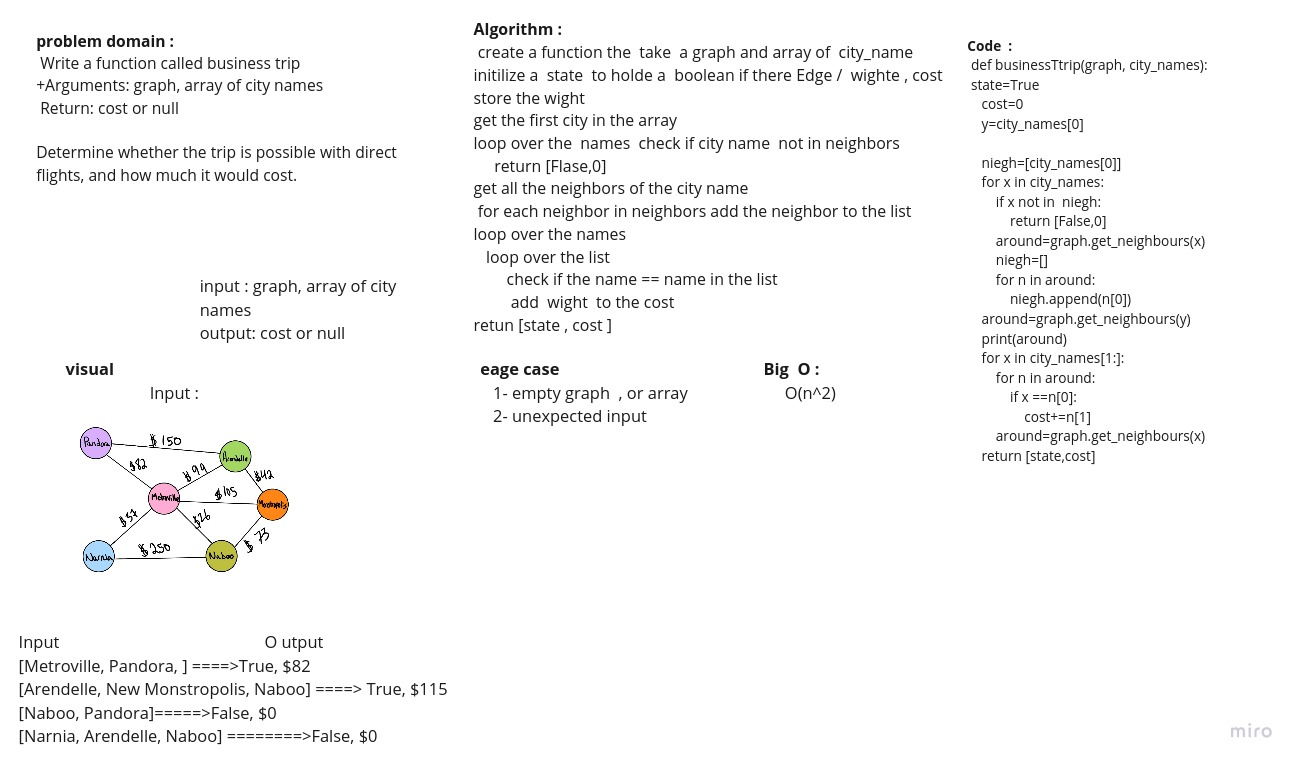 problem domain :
Write a function called business trip
+Arguments: graph, array of city names
Return: cost or null
Determine whether the trip is possible with direct
flights, and how much it would cost.
input : graph, array of city
names
output: cost or null
visual
Input :
Pandora
$ 150
Arendelle
$82
$99
$42
Metroville
$105
Monstropolis
$26
$ 73
Narnia
$250
Naboo
Input O utput
[Metroville, Pandora, ] ====>True, $82
[Arendelle, New Monstropolis, Naboo] ====> True, $115
[Naboo, Pandora]=====>False, $0
[Narnia, Arendelle, Naboo] ========>False, $0
Algorithm :
create a function the take a graph and array of city_name
initilize a state to holde a boolean if there Edge / wighte , cost
store the wight
get the first city in the array
loop over the names check if city name not in neighbors
return [Flase,0]
get all the neighbors of the city name
for each neighbor in neighbors add the neighbor to the list
loop over the names
loop over the list
check if the name == name in the list
add wight to the cost
retun [state , cost ]
eage case
1- empty graph , or array
2- unexpected input
Big O :
O(n^2)
Code :
def businessTtrip(graph, city_names):
state=True
cost=0
y=city_names[0]
niegh=[city_names[0]]
for x in city_names:
if x not in niegh:
return [False,0]
around=graph.get_neighbours(x)
niegh=[]
for n in around:
niegh.append(n[0])
around=graph.get_neighbours(y)
print(around)
for x in city_names[1:]:
for n in around:
if x ==n[0]:
cost+=n[1]
around=graph.get_neighbours(x)
return [state,cost]
miro